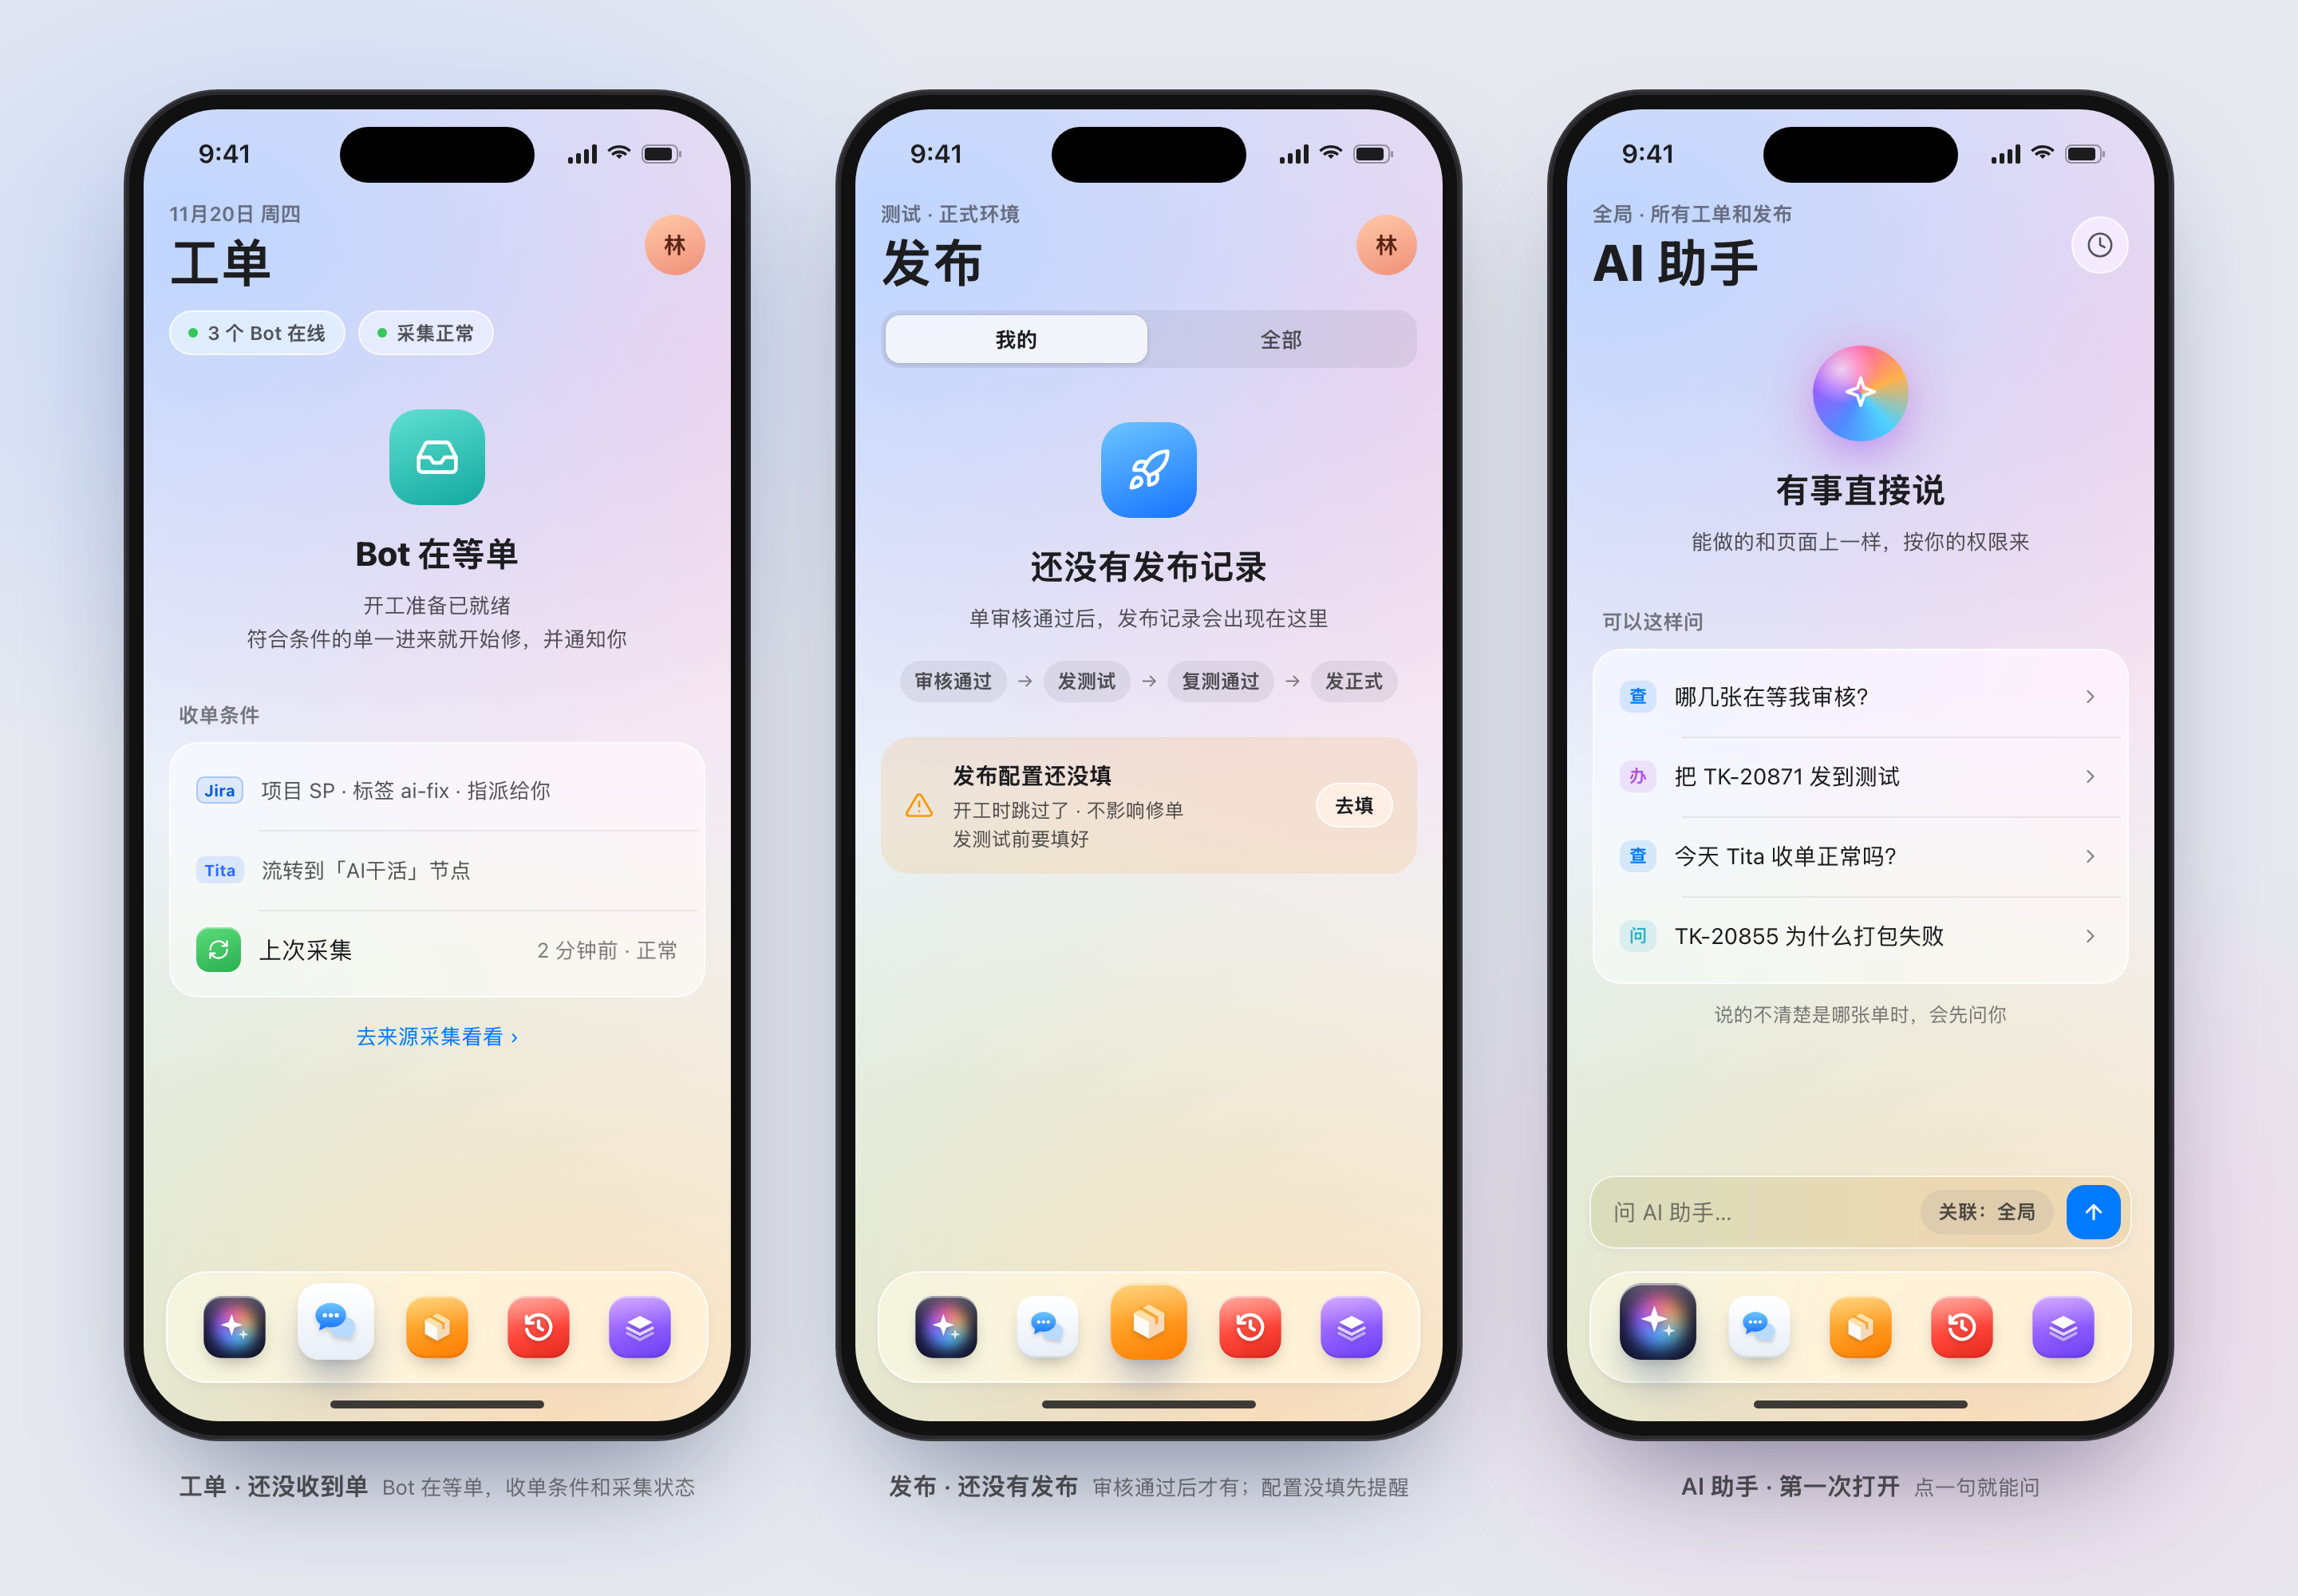 9:41
11月20日 周四
工单
林
3 个 Bot 在线
采集正常
Bot 在等单
开工准备已就绪
符合条件的单一进来就开始修，并通知你
收单条件
Jira 项目 SP · 标签 ai-fix · 指派给你
Tita 流转到「AI干活」节点
上次采集 2 分钟前 · 正常
去来源采集看看 ›
工单 · 还没收到单 Bot 在等单，收单条件和采集状态
9:41
测试 · 正式环境
发布
林
我的 全部
还没有发布记录
单审核通过后，发布记录会出现在这里
审核通过 → 发测试 → 复测通过 → 发正式
发布配置还没填
开工时跳过了 · 不影响修单
发测试前要填好
去填
发布 · 还没有发布 审核通过后才有；配置没填先提醒
9:41
全局 · 所有工单和发布
AI 助手
有事直接说
能做的和页面上一样，按你的权限来
可以这样问
查 哪几张在等我审核?
办 把 TK-20871 发到测试
查 今天 Tita 收单正常吗?
问 TK-20855 为什么打包失败
说的不清楚是哪张单时，会先问你
问 AI 助手... 关联：全局
AI 助手 · 第一次打开 点一句就能问